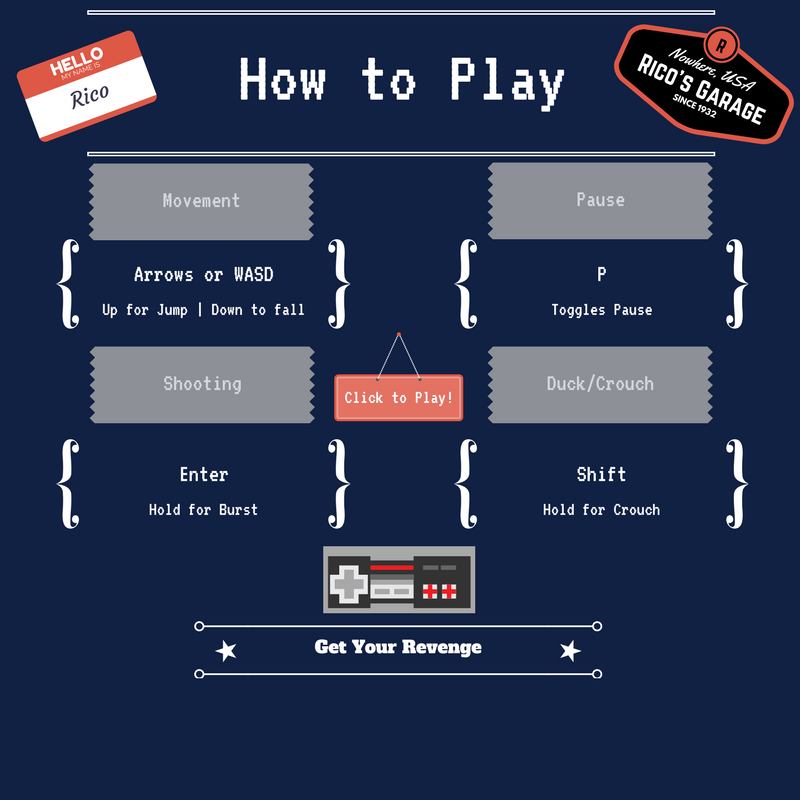 HELLO
MY NAME IS
Rico
How to Play
R
Nowhere, USA
RICO'S GARAGE
SINCE 1932
Movement
Arrows or WASD
Up for Jump | Down to fall
Pause
P
Toggles Pause
Shooting
Enter
Hold for Burst
Click to Play!
Duck/Crouch
Shift
Hold for Crouch
Get Your Revenge